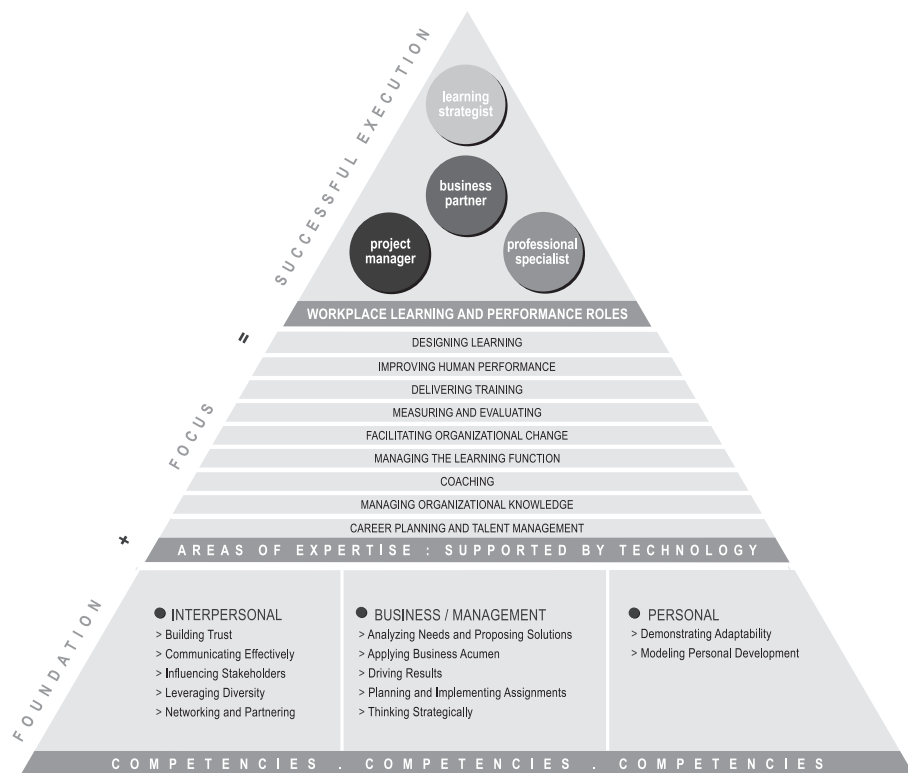 SUCCESSFUL EXECUTION
learning
strategist
business
partner
project
manager
professional
specialist
WORKPLACE LEARNING AND PERFORMANCE ROLES
=
FOCUS
DESIGNING LEARNING
IMPROVING HUMAN PERFORMANCE
DELIVERING TRAINING
MEASURING AND EVALUATING
FACILITATING ORGANIZATIONAL CHANGE
MANAGING THE LEARNING FUNCTION
COACHING
MANAGING ORGANIZATIONAL KNOWLEDGE
CAREER PLANNING AND TALENT MANAGEMENT
AREAS OF EXPERTISE : SUPPORTED BY TECHNOLOGY
+
FOUNDATION
INTERPERSONAL
> Building Trust
> Communicating Effectively
> Influencing Stakeholders
> Leveraging Diversity
> Networking and Partnering
BUSINESS / MANAGEMENT
> Analyzing Needs and Proposing Solutions
> Applying Business Acumen
> Driving Results
> Planning and Implementing Assignments
> Thinking Strategically
PERSONAL
> Demonstrating Adaptability
> Modeling Personal Development
COMPETENCIES . COMPETENCIES . COMPETENCIES